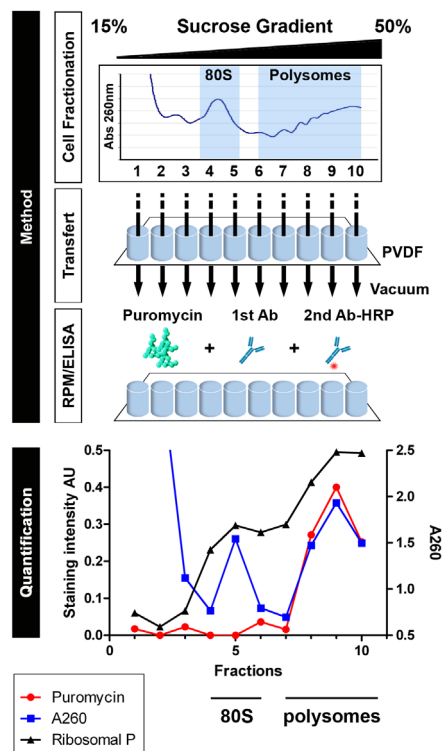 15%
Sucrose Gradient
50%
Cell Fractionation
Abs 260nm
80S
Polysomes
1 2 3 4 5 6 7 8 9 10
Method
Transfert
PVDF
Vacuum
RPM/ELISA
Puromycin + 1st Ab + 2nd Ab-HRP
Quantification
Staining intensity AU
0.5
0.4
0.3
0.2
0.1
0.0
2.5
2.0
1.5
1.0
0.5
A260
0 5 10
Fractions
Puromycin
A260
Ribosomal P
80S
polysomes